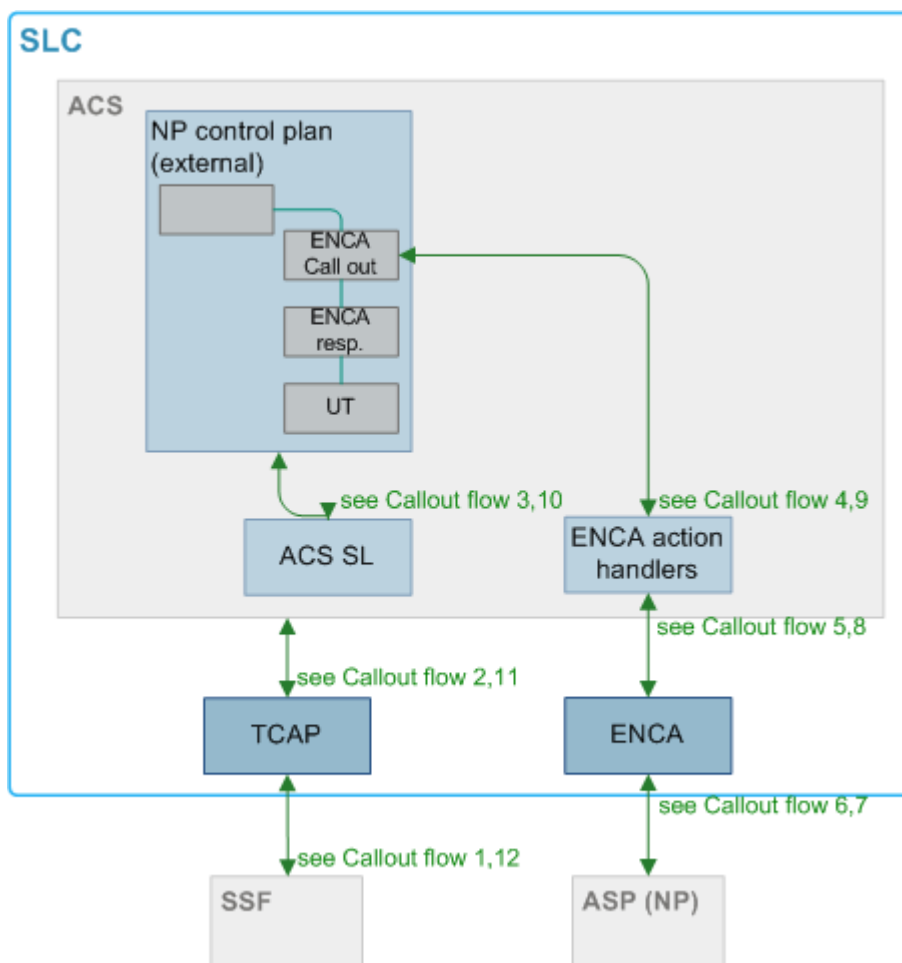 SLC
ACS
NP control plan
(external)
ENCA
Call out
ENCA
resp.
UT
see Callout flow 3,10
see Callout flow 4,9
ACS SL
ENCA action
handlers
see Callout flow 5,8
see Callout flow 2,11
TCAP
ENCA
see Callout flow 6,7
see Callout flow 1,12
SSF
ASP (NP)